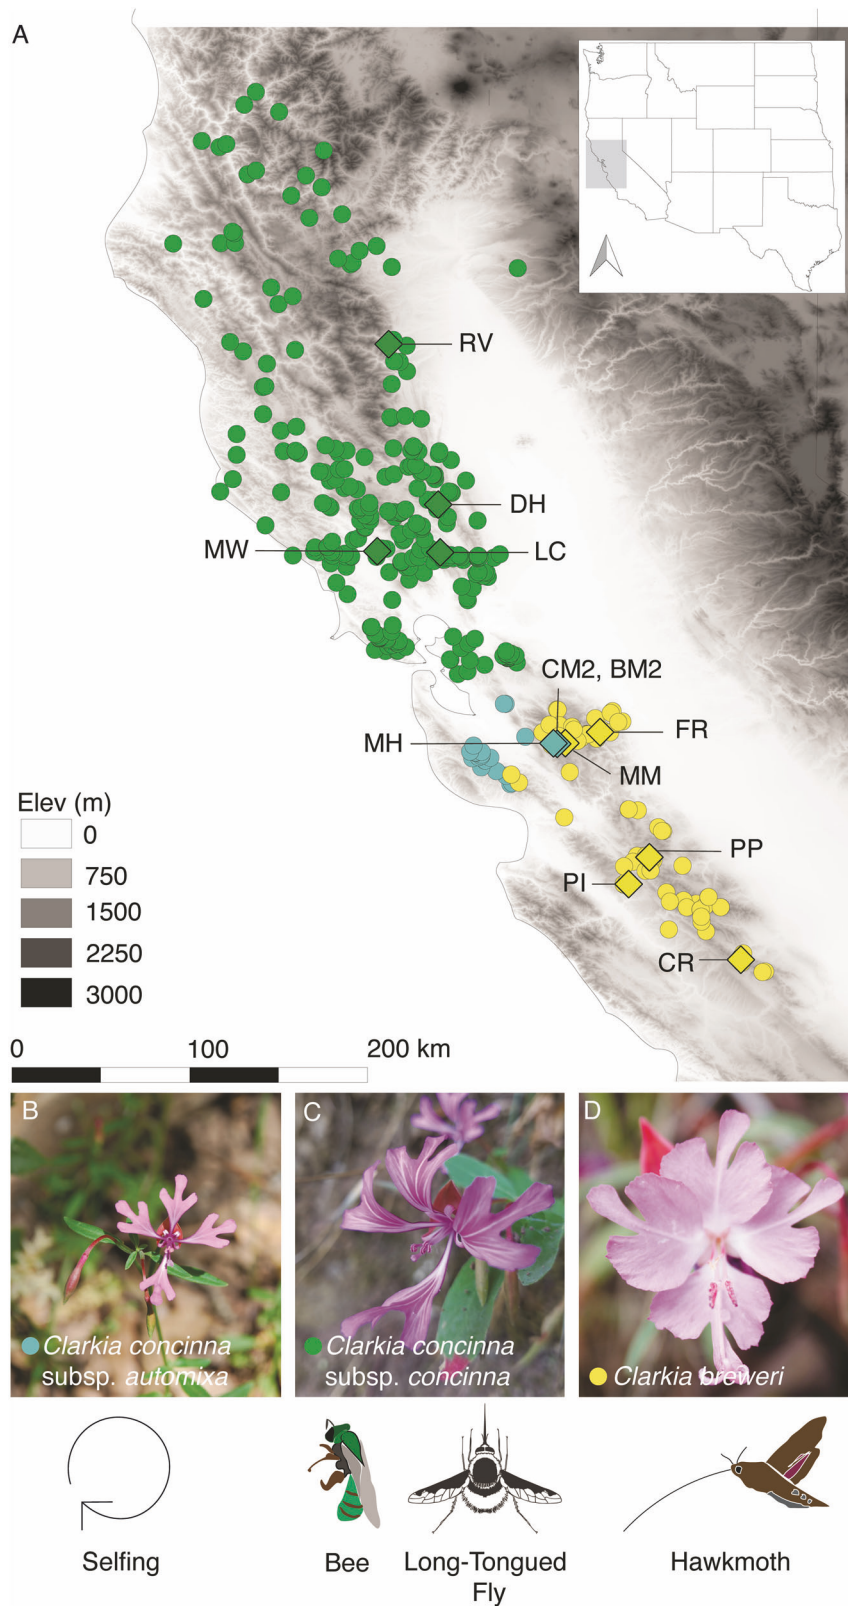 A
RV
DH
MW
LC
CM2, BM2
MH
FR
MM
PP
PI
CR
Elev (m)
0
750
1500
2250
3000
0 100 200 km
B
Clarkia concinna
subsp. automixa
C
Clarkia concinna
subsp. concinna
D
Clarkia breweri
Selfing
Bee
Long-Tongued
Fly
Hawkmoth